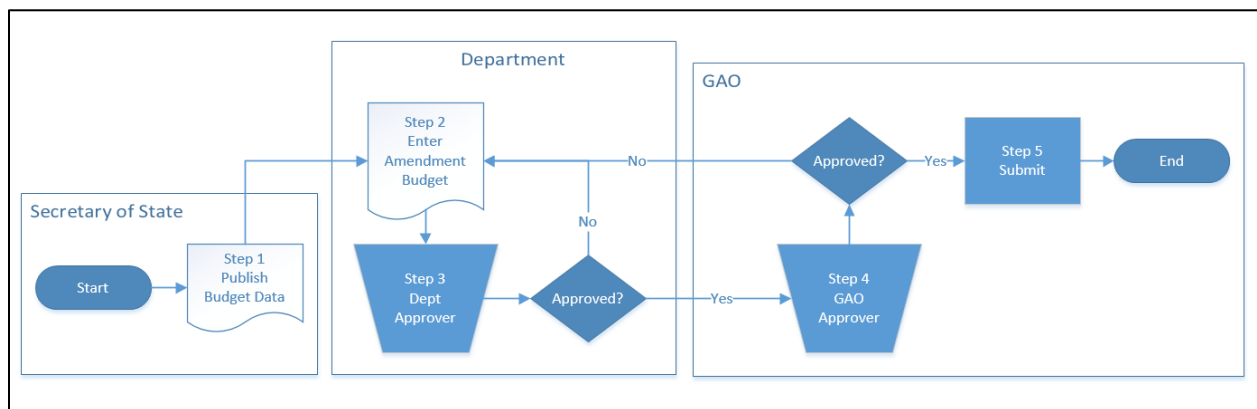 Secretary of State
Start
Step 1
Publish
Budget Data
Department
Step 2
Enter
Amendment
Budget
Step 3
Dept
Approver
Approved?
No
Yes
GAO
Step 4
GAO
Approver
Approved?
No
Yes
Step 5
Submit
End